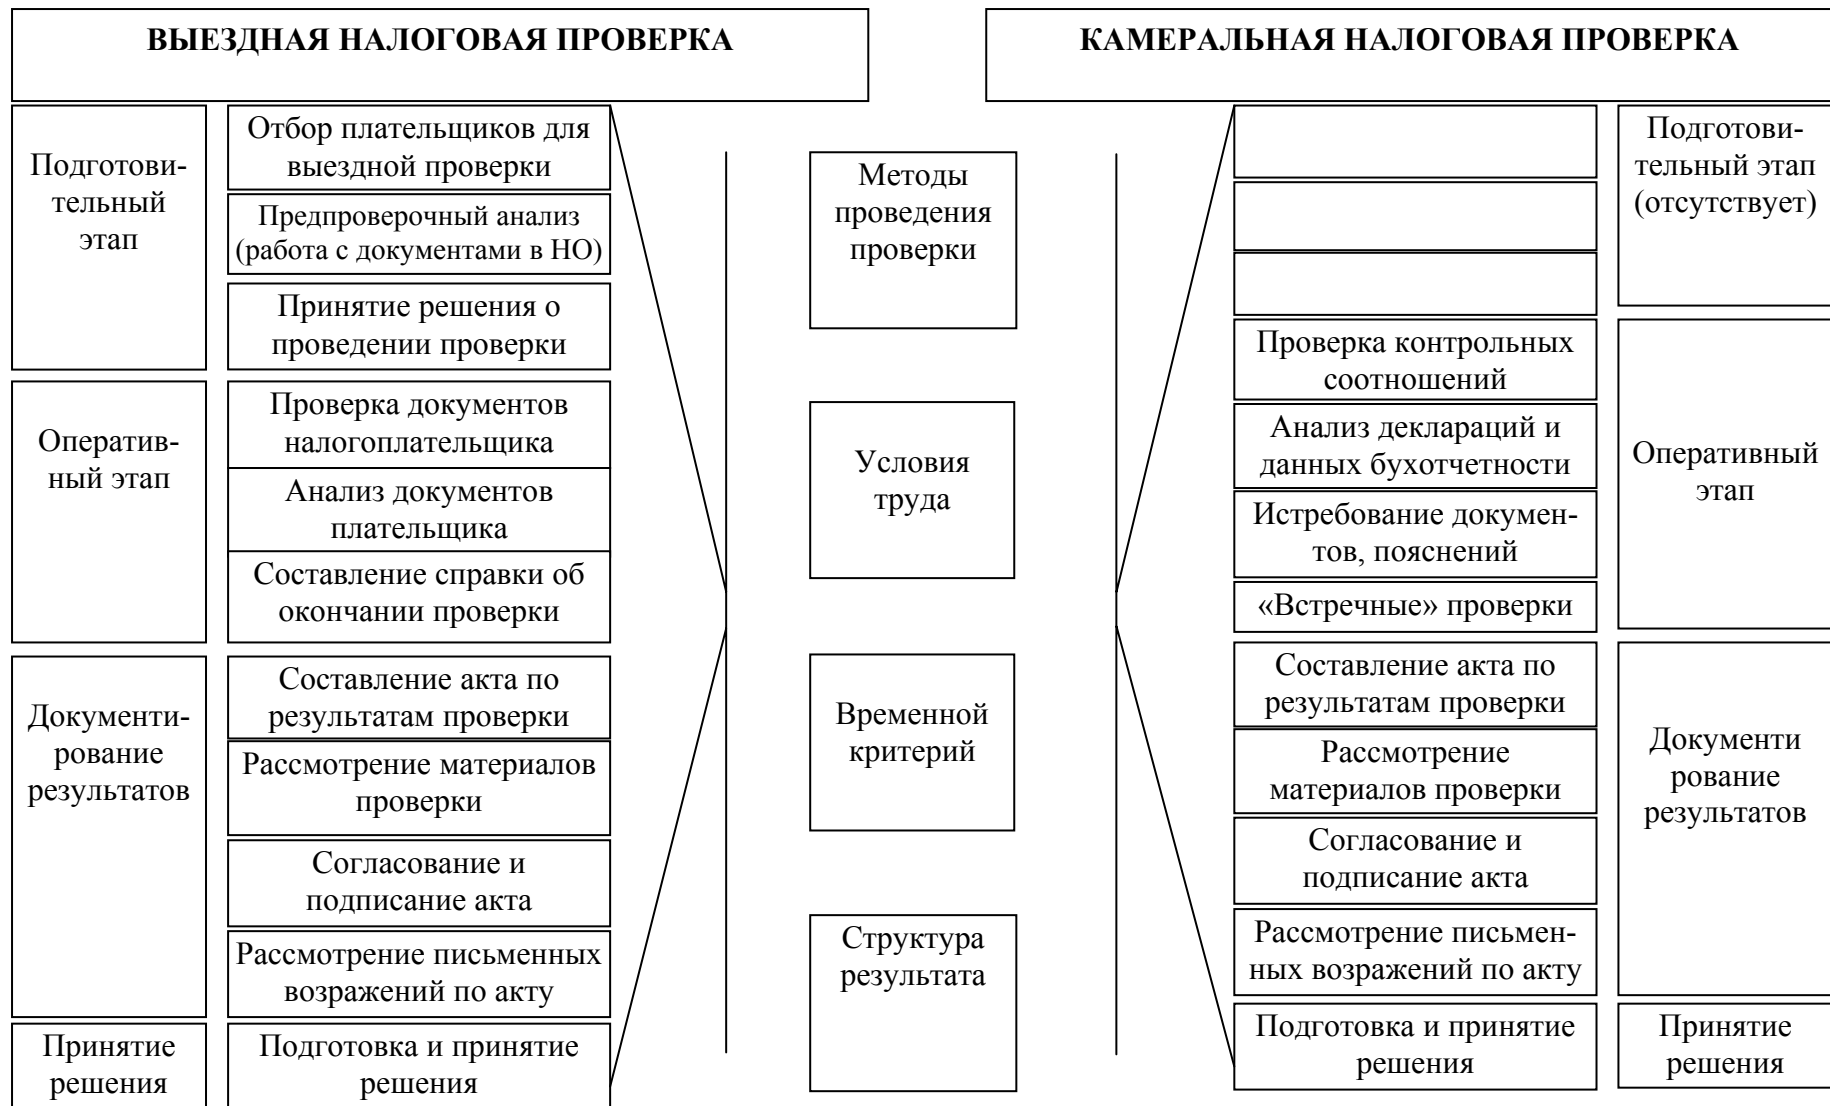 ВЫЕЗДНАЯ НАЛОГОВАЯ ПРОВЕРКА
КАМЕРАЛЬНАЯ НАЛОГОВАЯ ПРОВЕРКА
Подготови-
тельный
этап
Отбор плательщиков для
выездной проверки
Предпроверочный анализ
(работа с документами в НО)
Принятие решения о
проведении проверки
Оператив-
ный этап
Проверка документов
налогоплательщика
Анализ документов
плательщика
Составление справки об
окончании проверки
Документи-
рование
результатов
Составление акта по
результатам проверки
Рассмотрение материалов
проверки
Согласование и
подписание акта
Рассмотрение письменных
возражений по акту
Принятие
решения
Подготовка и принятие
решения
Методы
проведения
проверки
Условия
труда
Временной
критерий
Структура
результата
Подготови-
тельный этап
(отсутствует)
Проверка контрольных
соотношений
Анализ деклараций и
данных бухотчетности
Истребование докумен-
тов, пояснений
«Встречные» проверки
Оперативный
этап
Составление акта по
результатам проверки
Рассмотрение
материалов проверки
Согласование и
подписание акта
Рассмотрение письмен-
ных возражений по акту
Документи
рование
результатов
Подготовка и принятие
решения
Принятие
решения